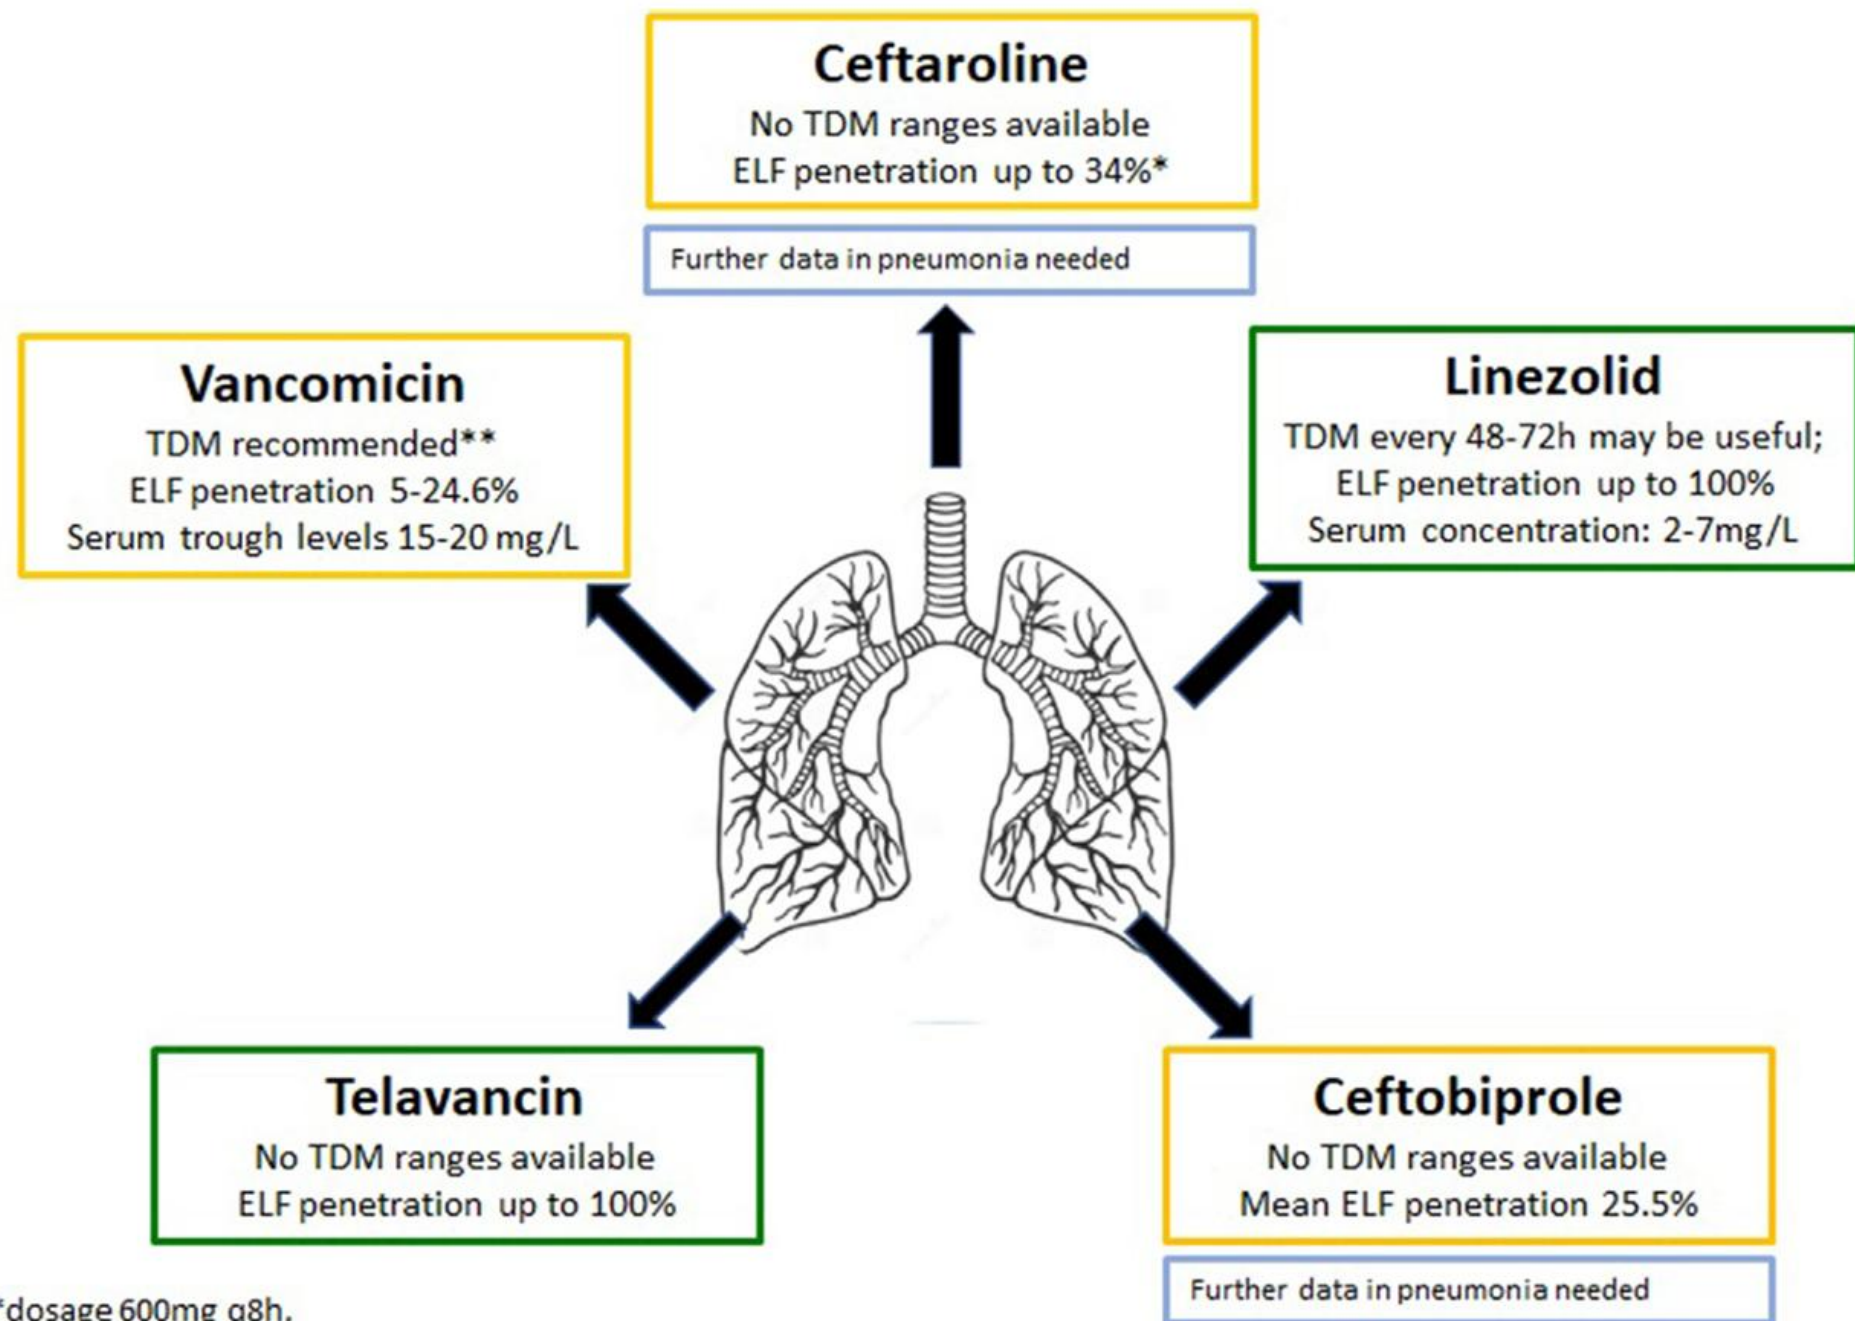 Ceftaroline
No TDM ranges available
ELF penetration up to 34%*
Further data in pneumonia needed
Vancomicin
TDM recommended**
ELF penetration 5-24.6%
Serum trough levels 15-20 mg/L
Linezolid
TDM every 48-72h may be useful;
ELF penetration up to 100%
Serum concentration: 2-7mg/L
Telavancin
No TDM ranges available
ELF penetration up to 100%
Ceftobiprole
No TDM ranges available
Mean ELF penetration 25.5%
Further data in pneumonia needed
*dosage 600mg q8h.